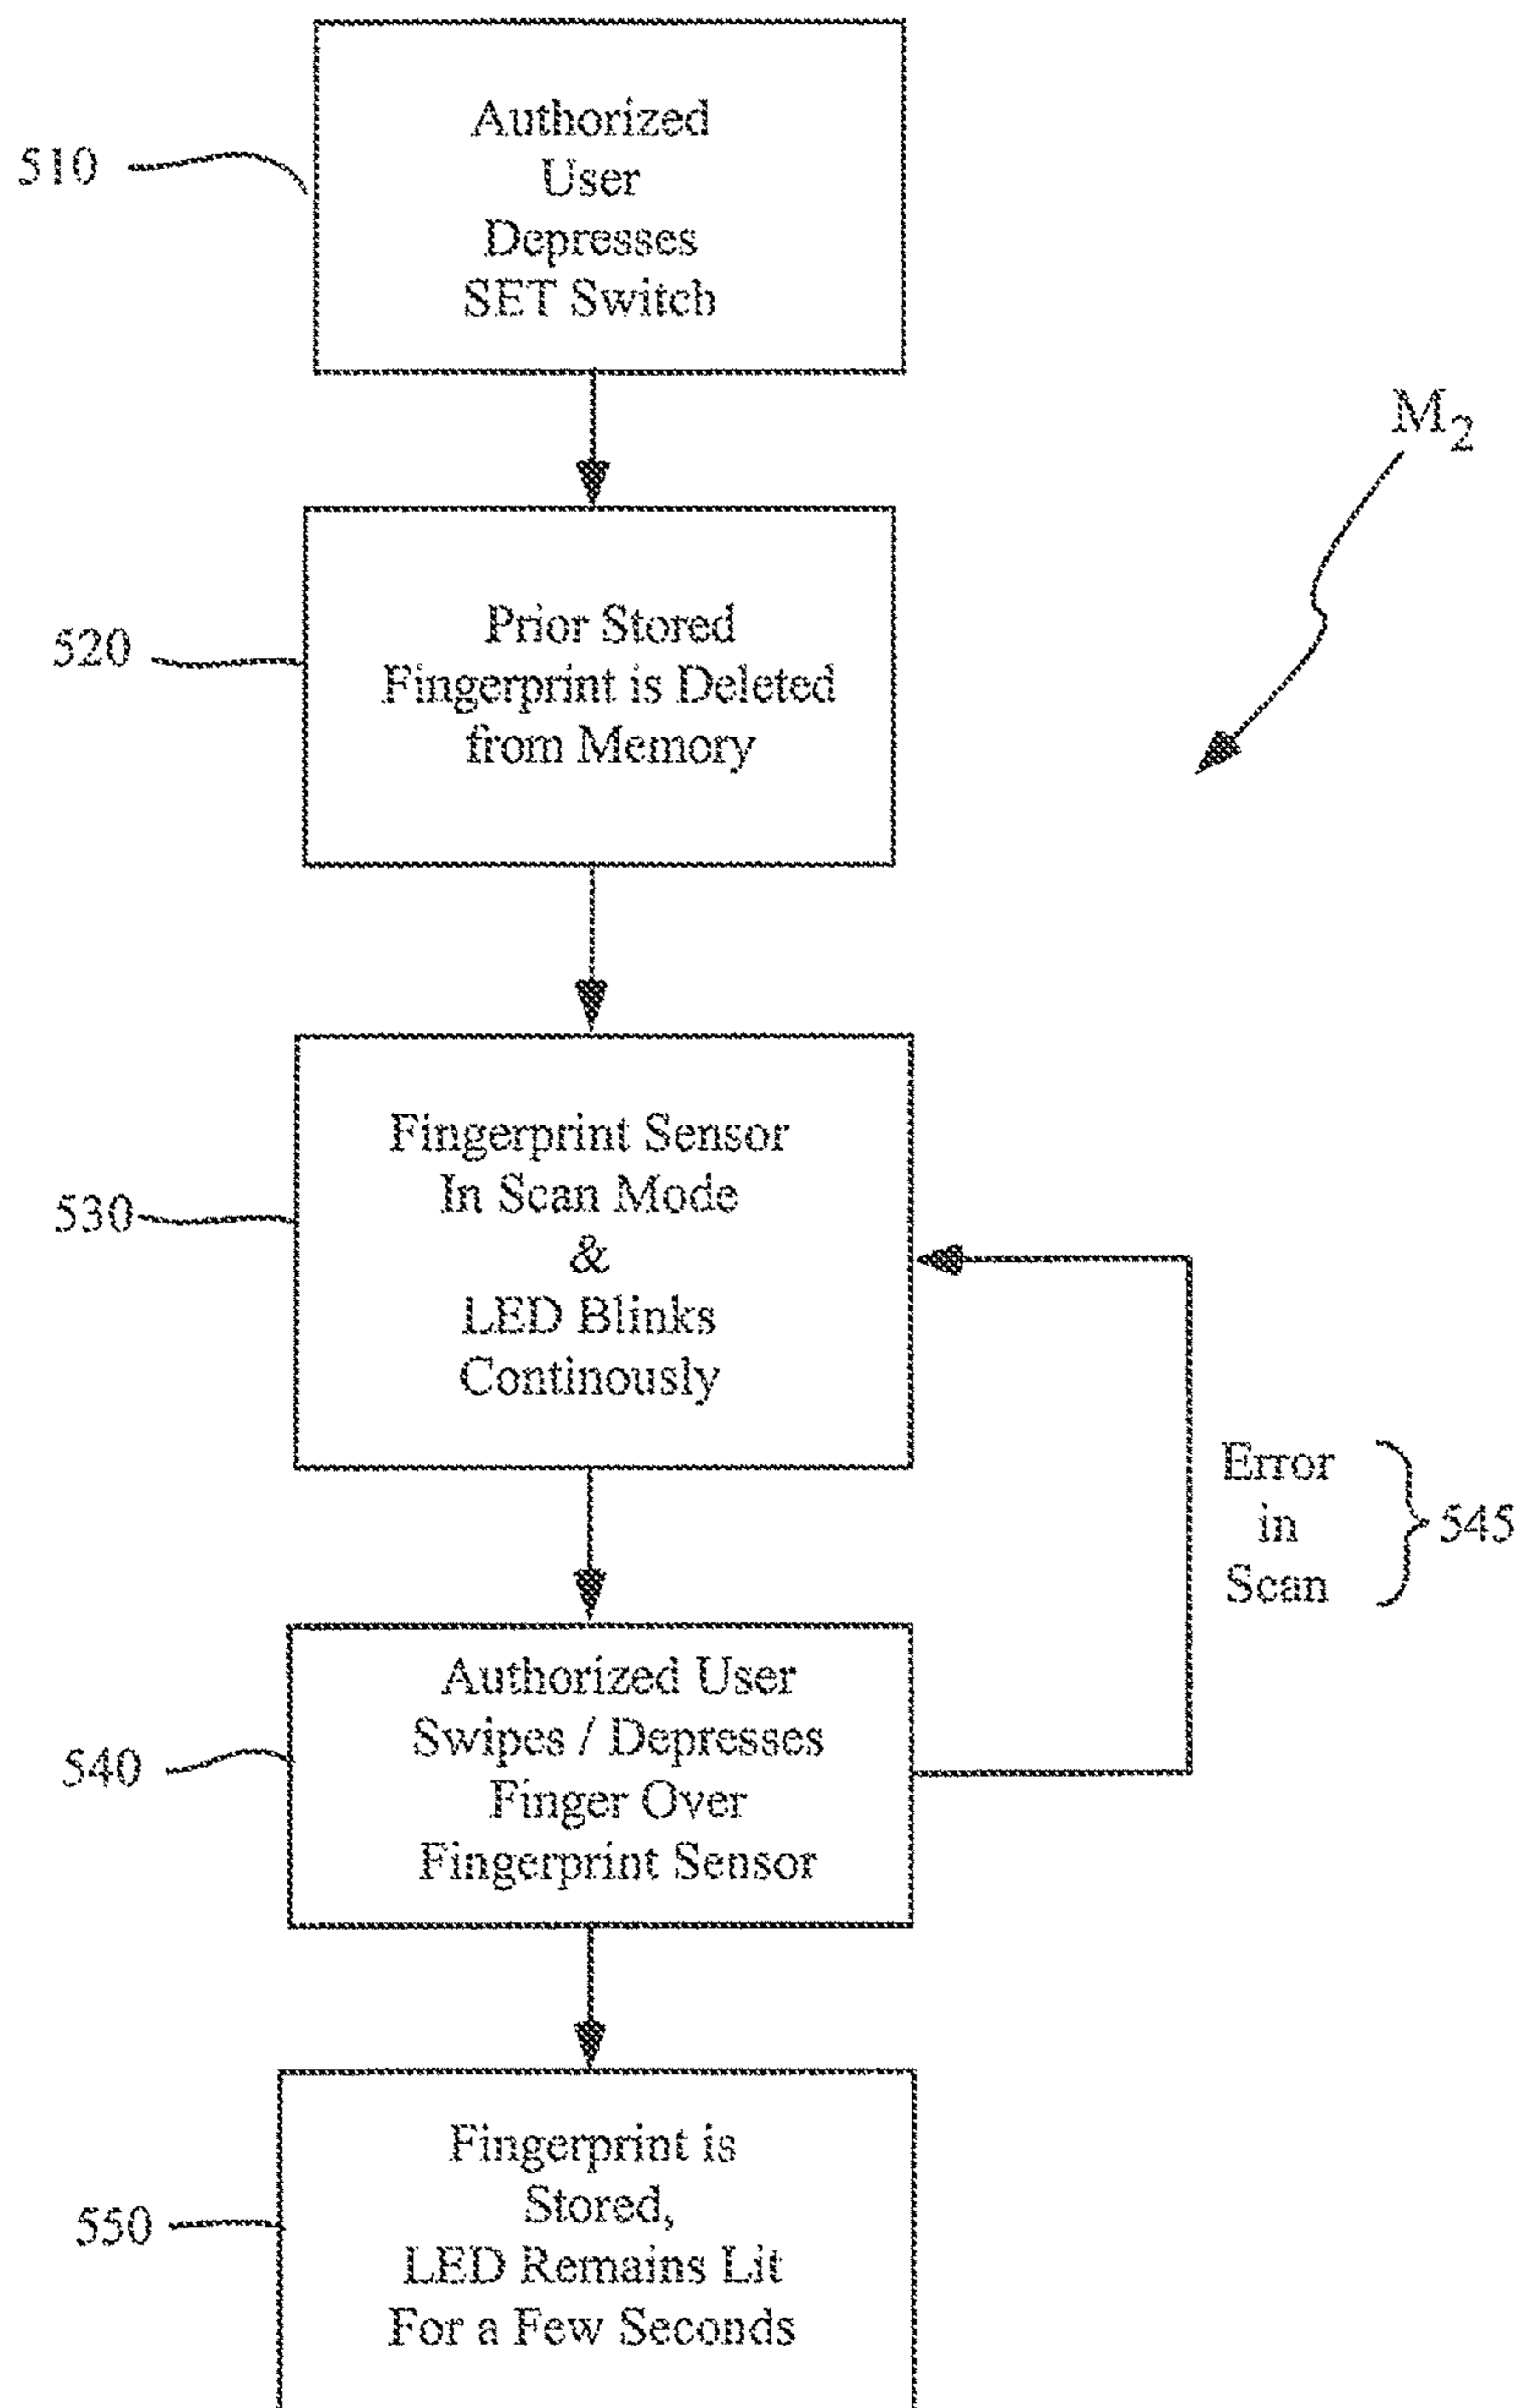 510
Authorized
User
Depresses
SET Switch
M2
520
Prior Stored
Fingerprint is Deleted
from Memory
530
Fingerprint Sensor
In Scan Mode
&
LED Blinks
Continously
Error
in
Scan
545
540
Authorized User
Swipes / Depresses
Finger Over
Fingerprint Sensor
550
Fingerprint is
Stored,
LED Remains Lit
For a Few Seconds